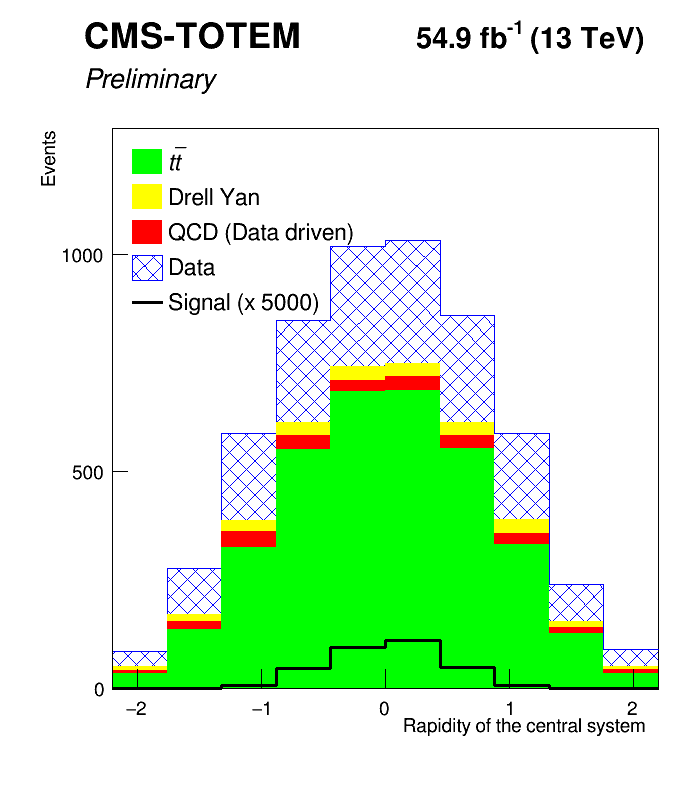 CMS-TOTEM
54.9 fb⁻¹ (13 TeV)
Preliminary
Events
tt̅
Drell Yan
QCD (Data driven)
Data
Signal (x 5000)
1000
500
0
−2 −1 0 1 2
Rapidity of the central system